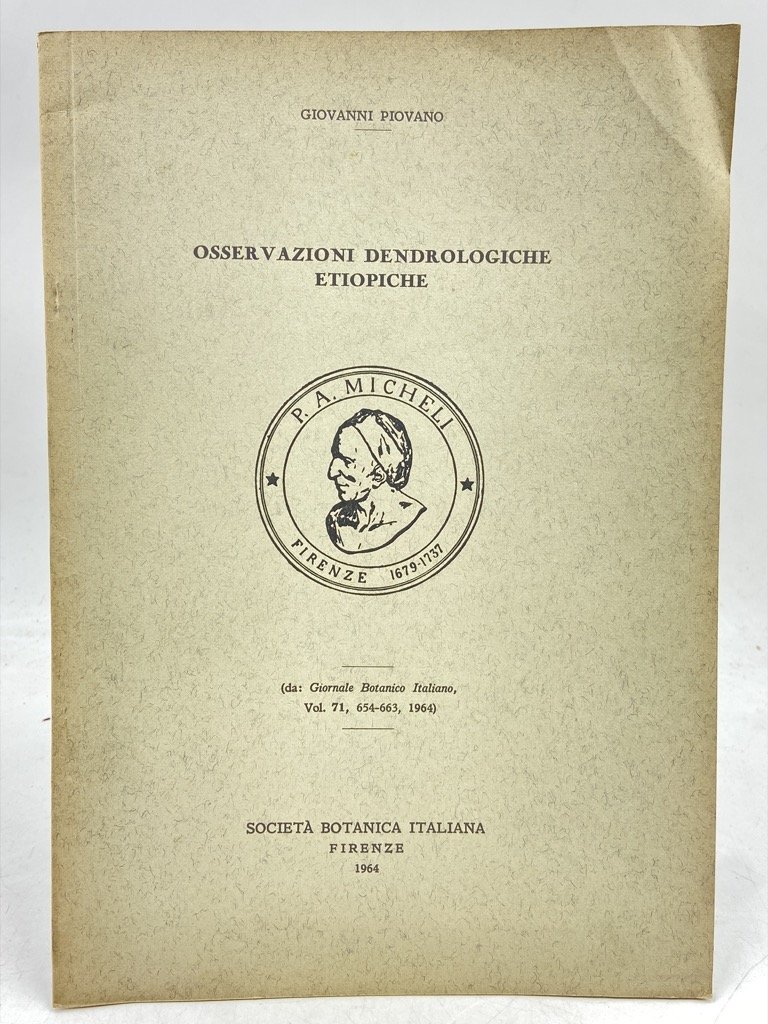 GIOVANNI PIOVANO
OSSERVAZIONI DENDROLOGICHE
ETIOPICHE
P. A. MICHELI
FIRENZE 1679-1737
(da: Giornale Botanico Italiano,
Vol. 71, 654-663, 1964)
SOCIETÀ BOTANICA ITALIANA
FIRENZE
1964